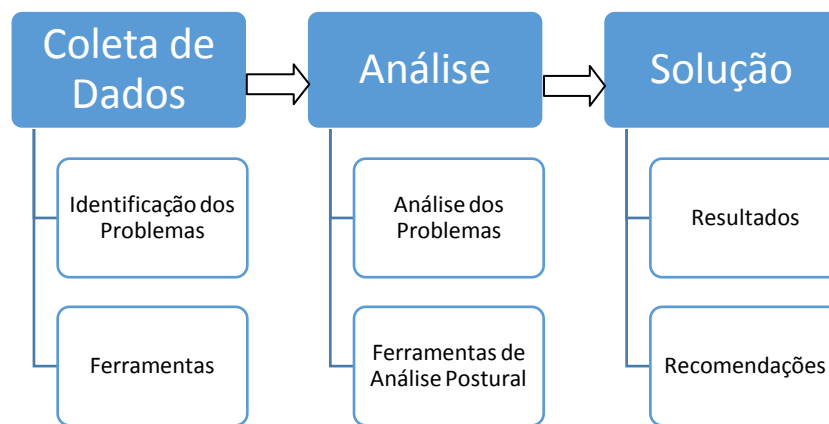 Coleta de
Dados
Identificação dos
Problemas
Ferramentas
Análise
Análise dos
Problemas
Ferramentas de
Análise Postural
Solução
Resultados
Recomendações